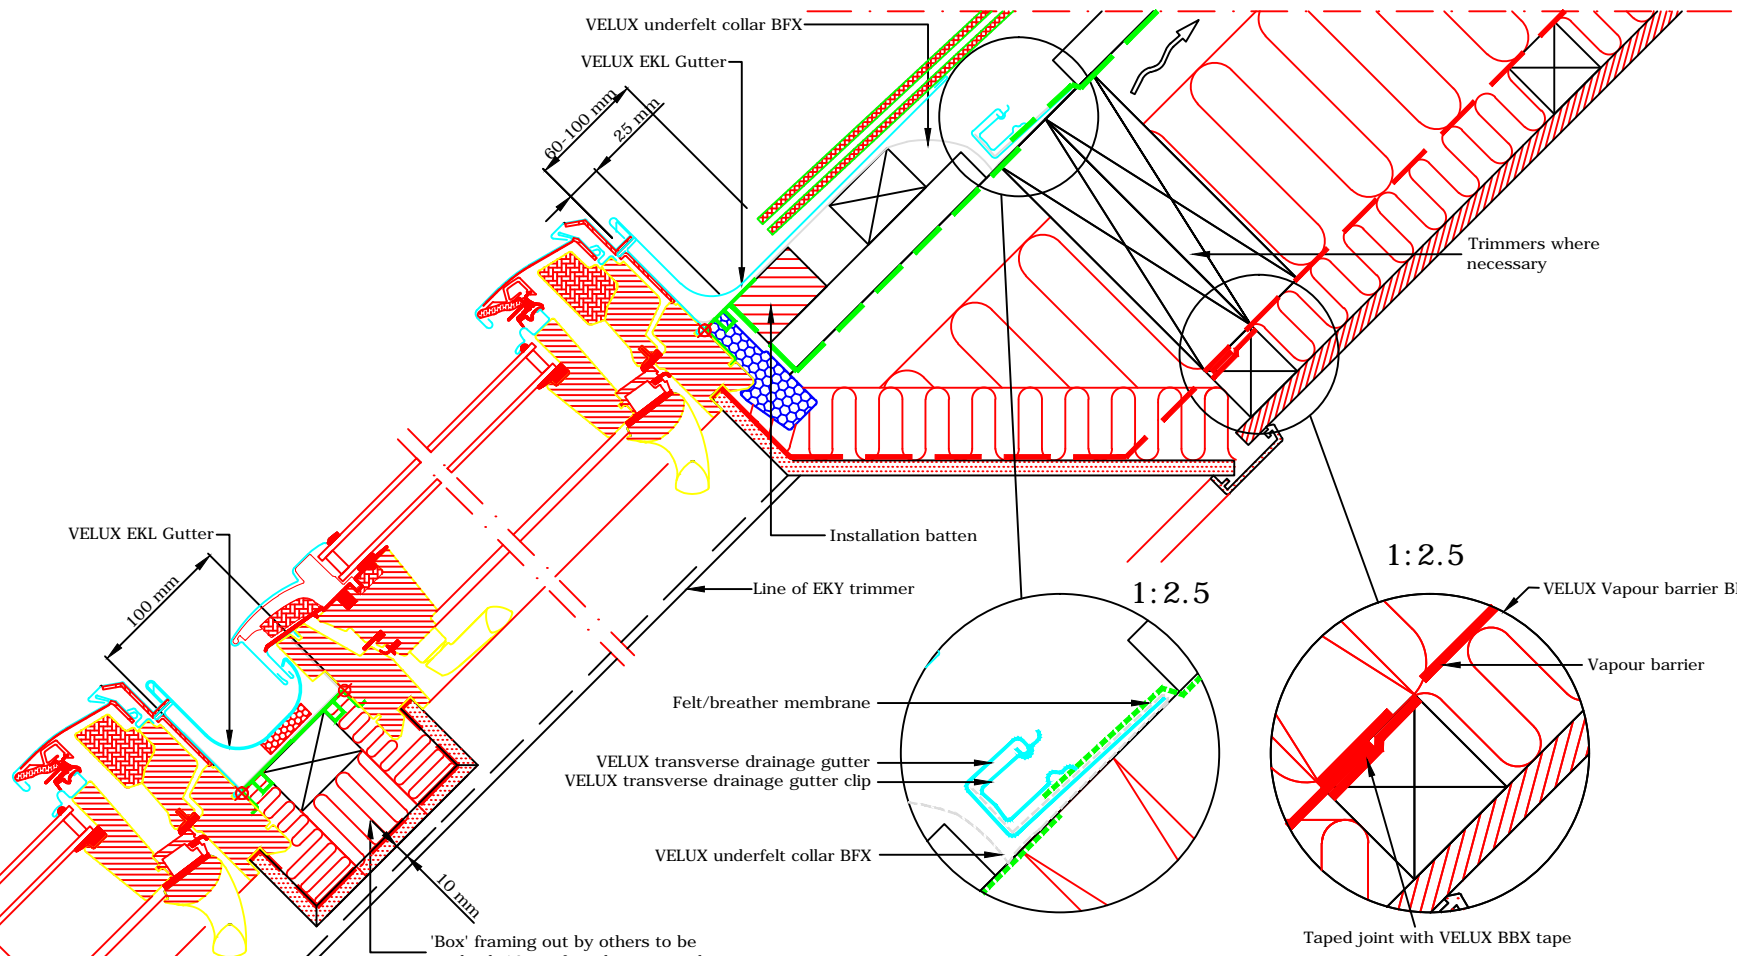 VELUX underfelt collar BFX
VELUX EKL Gutter
60-100 mm
25 mm
Trimmers where
necessary
VELUX EKL Gutter
100 mm
Installation batten
Line of EKY trimmer
1:2.5
1:2.5
VELUX Vapour barrier
Vapour barrier
Felt/breather membrane
VELUX transverse drainage gutter
VELUX transverse drainage gutter clip
VELUX underfelt collar BFX
10 mm
Taped joint with VELUX BBX tape
'Box' framing out by others to be